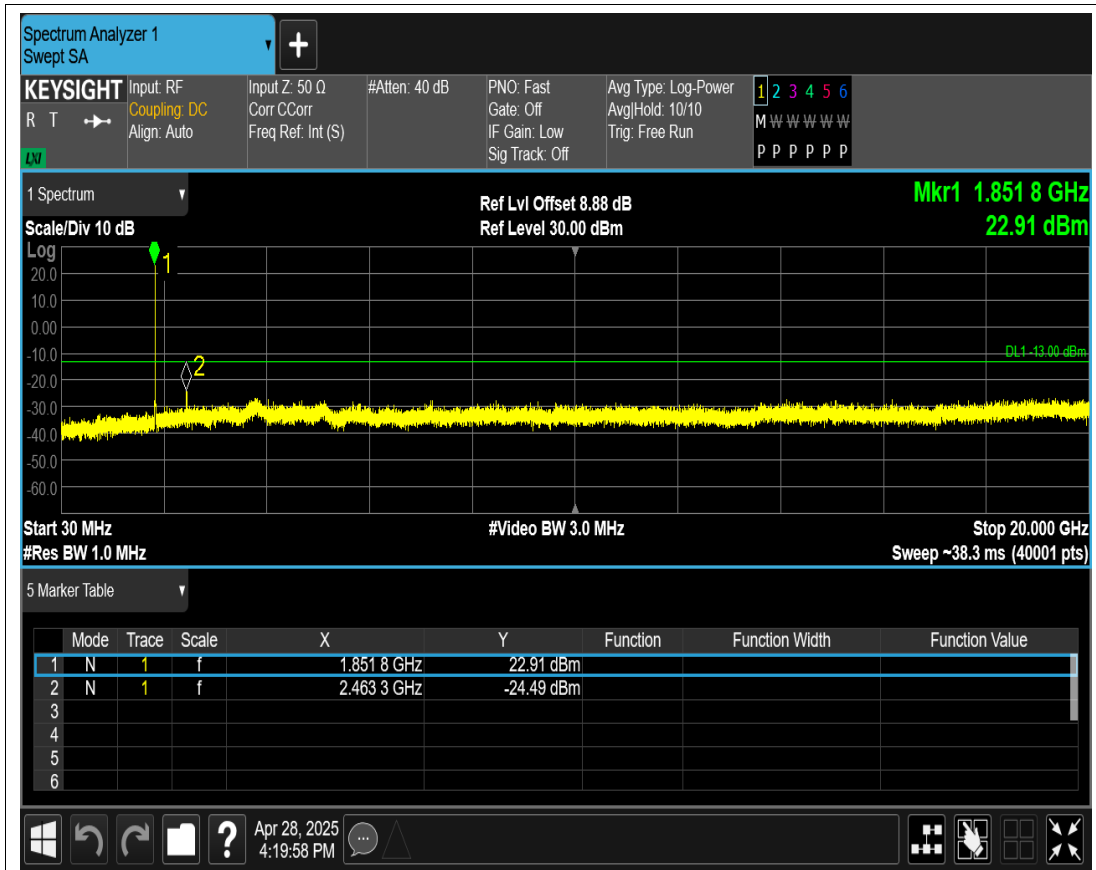 Spectrum Analyzer 1
Swept SA
+
KEYSIGHT
R T
LXI
Input: RF
Coupling: DC
Align: Auto
Input Z: 50 Ω
Corr CCorr
Freq Ref: Int (S)
#Atten: 40 dB
PNO: Fast
Gate: Off
IF Gain: Low
Sig Track: Off
Avg Type: Log-Power
Avg|Hold: 10/10
Trig: Free Run
1 2 3 4 5 6
M W W W W W
P P P P P P
1 Spectrum
Scale/Div 10 dB
Ref Lvl Offset 8.88 dB
Ref Level 30.00 dBm
Mkr1 1.851 8 GHz
22.91 dBm
Log
1
20.0
10.0
0.00
-10.0
DL1 -13.00 dBm
2
-20.0
-30.0
-40.0
-50.0
-60.0
Start 30 MHz
#Video BW 3.0 MHz
Stop 20.000 GHz
#Res BW 1.0 MHz
Sweep ~38.3 ms (40001 pts)
5 Marker Table
Mode Trace Scale X Y Function Function Width Function Value
1 N 1 f 1.851 8 GHz 22.91 dBm
2 N 1 f 2.463 3 GHz -24.49 dBm
3
4
5
6
?
Apr 28, 2025
4:19:58 PM